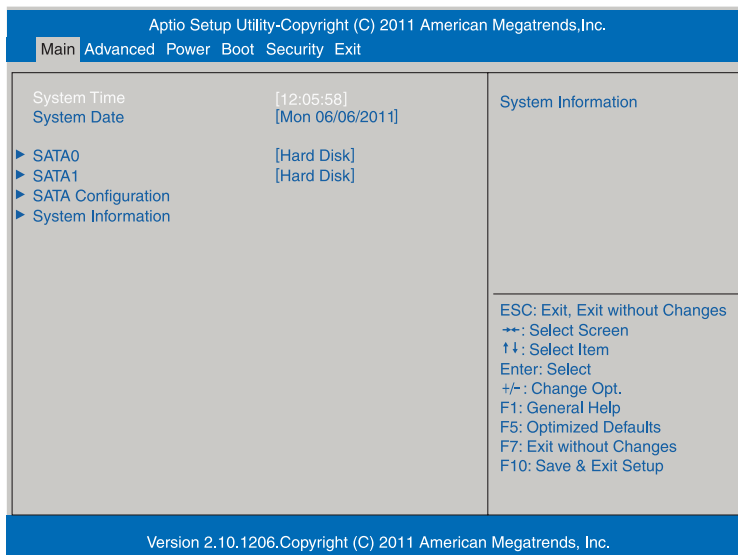 Aptio Setup Utility-Copyright (C) 2011 American Megatrends,Inc.
Main Advanced Power Boot Security Exit
System Time [12:05:58]
System Date [Mon 06/06/2011]
SATA0 [Hard Disk]
SATA1 [Hard Disk]
SATA Configuration
System Information
System Information
ESC: Exit, Exit without Changes
→←: Select Screen
↑↓: Select Item
Enter: Select
+/-: Change Opt.
F1: General Help
F5: Optimized Defaults
F7: Exit without Changes
F10: Save & Exit Setup
Version 2.10.1206.Copyright (C) 2011 American Megatrends, Inc.